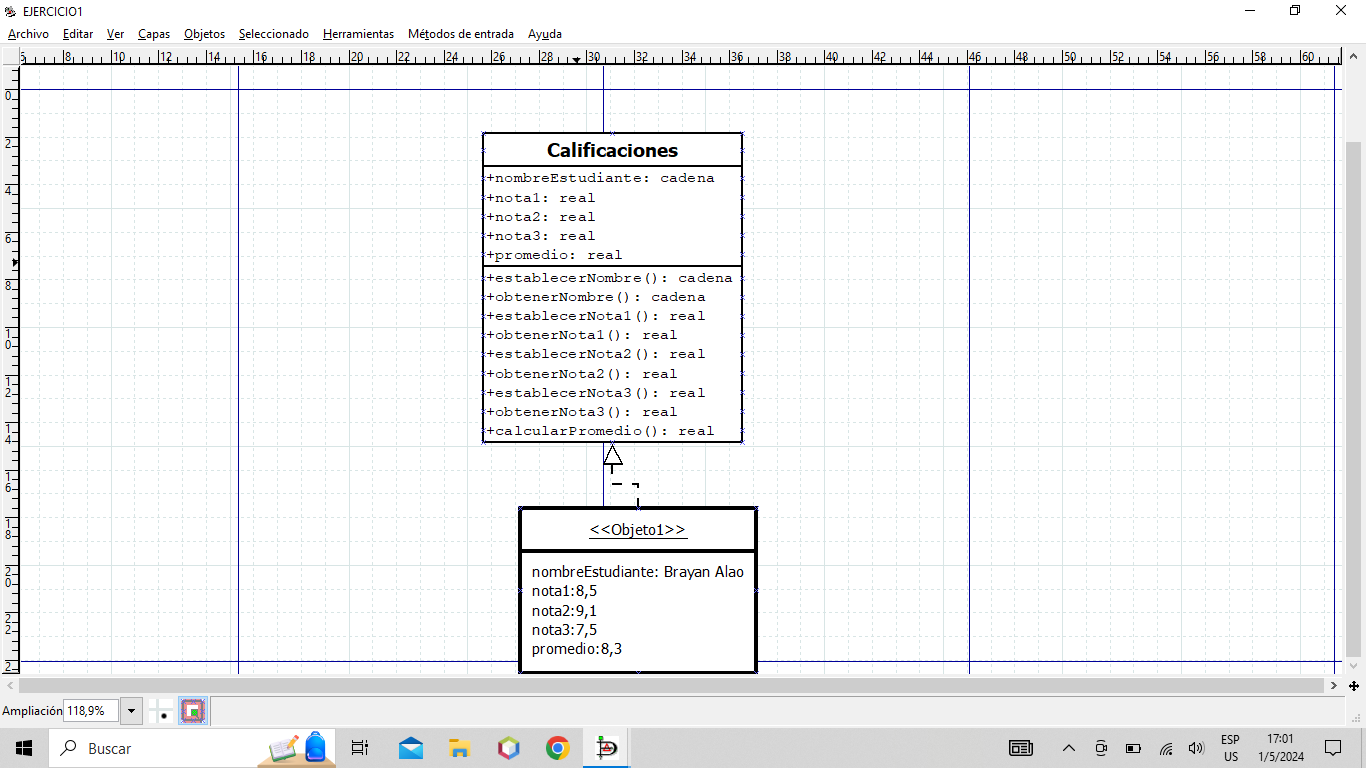 EJERCICIO1
Archivo Editar Ver Capas Objetos Seleccionado Herramientas Métodos de entrada Ayuda
6 8 10 12 14 16 18 20 22 24 26 28 30 32 34 36 38 40 42 44 46 48 50 52 54 56 58 60
0
2
4
6
8
10
12
14
16
18
20
22
2
Calificaciones
+nombreEstudiante: cadena
+nota1: real
+nota2: real
+nota3: real
+promedio: real
+establecerNombre(): cadena
+obtenerNombre(): cadena
+establecerNota1(): real
+obtenerNota1(): real
+establecerNota2(): real
+obtenerNota2(): real
+establecerNota3(): real
+obtenerNota3(): real
+calcularPromedio(): real
<<Objeto1>>
nombreEstudiante: Brayan Alao
nota1:8,5
nota2:9,1
nota3:7,5
promedio:8,3
Ampliación 118,9%
Buscar
ESP
US
17:01
1/5/2024